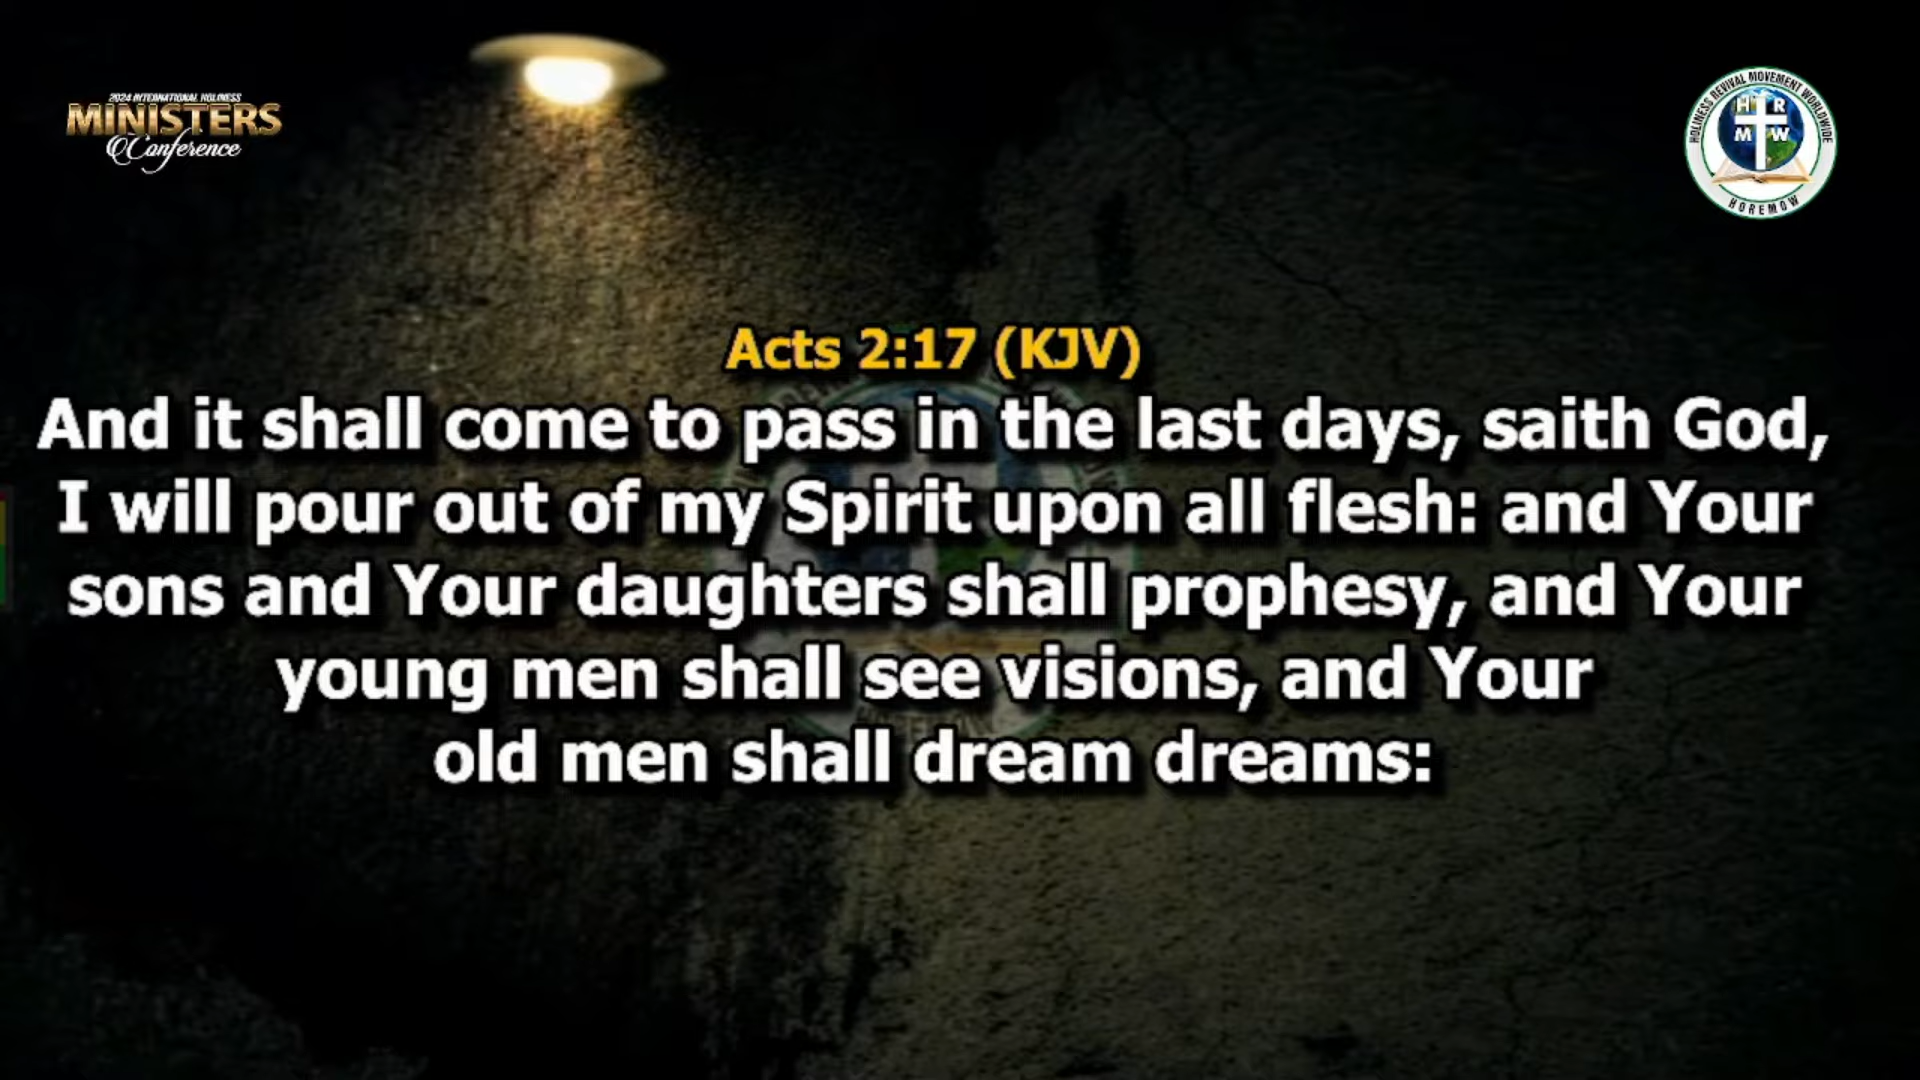 2024 INTERNATIONAL HOLINESS
MINISTERS
Conference
HOLINESS REVIVAL MOVEMENT WORLDWIDE
H R
M W
HOREMOW
Acts 2:17 (KJV)
And it shall come to pass in the last days, saith God,
I will pour out of my Spirit upon all flesh: and Your
sons and Your daughters shall prophesy, and Your
young men shall see visions, and Your
old men shall dream dreams: